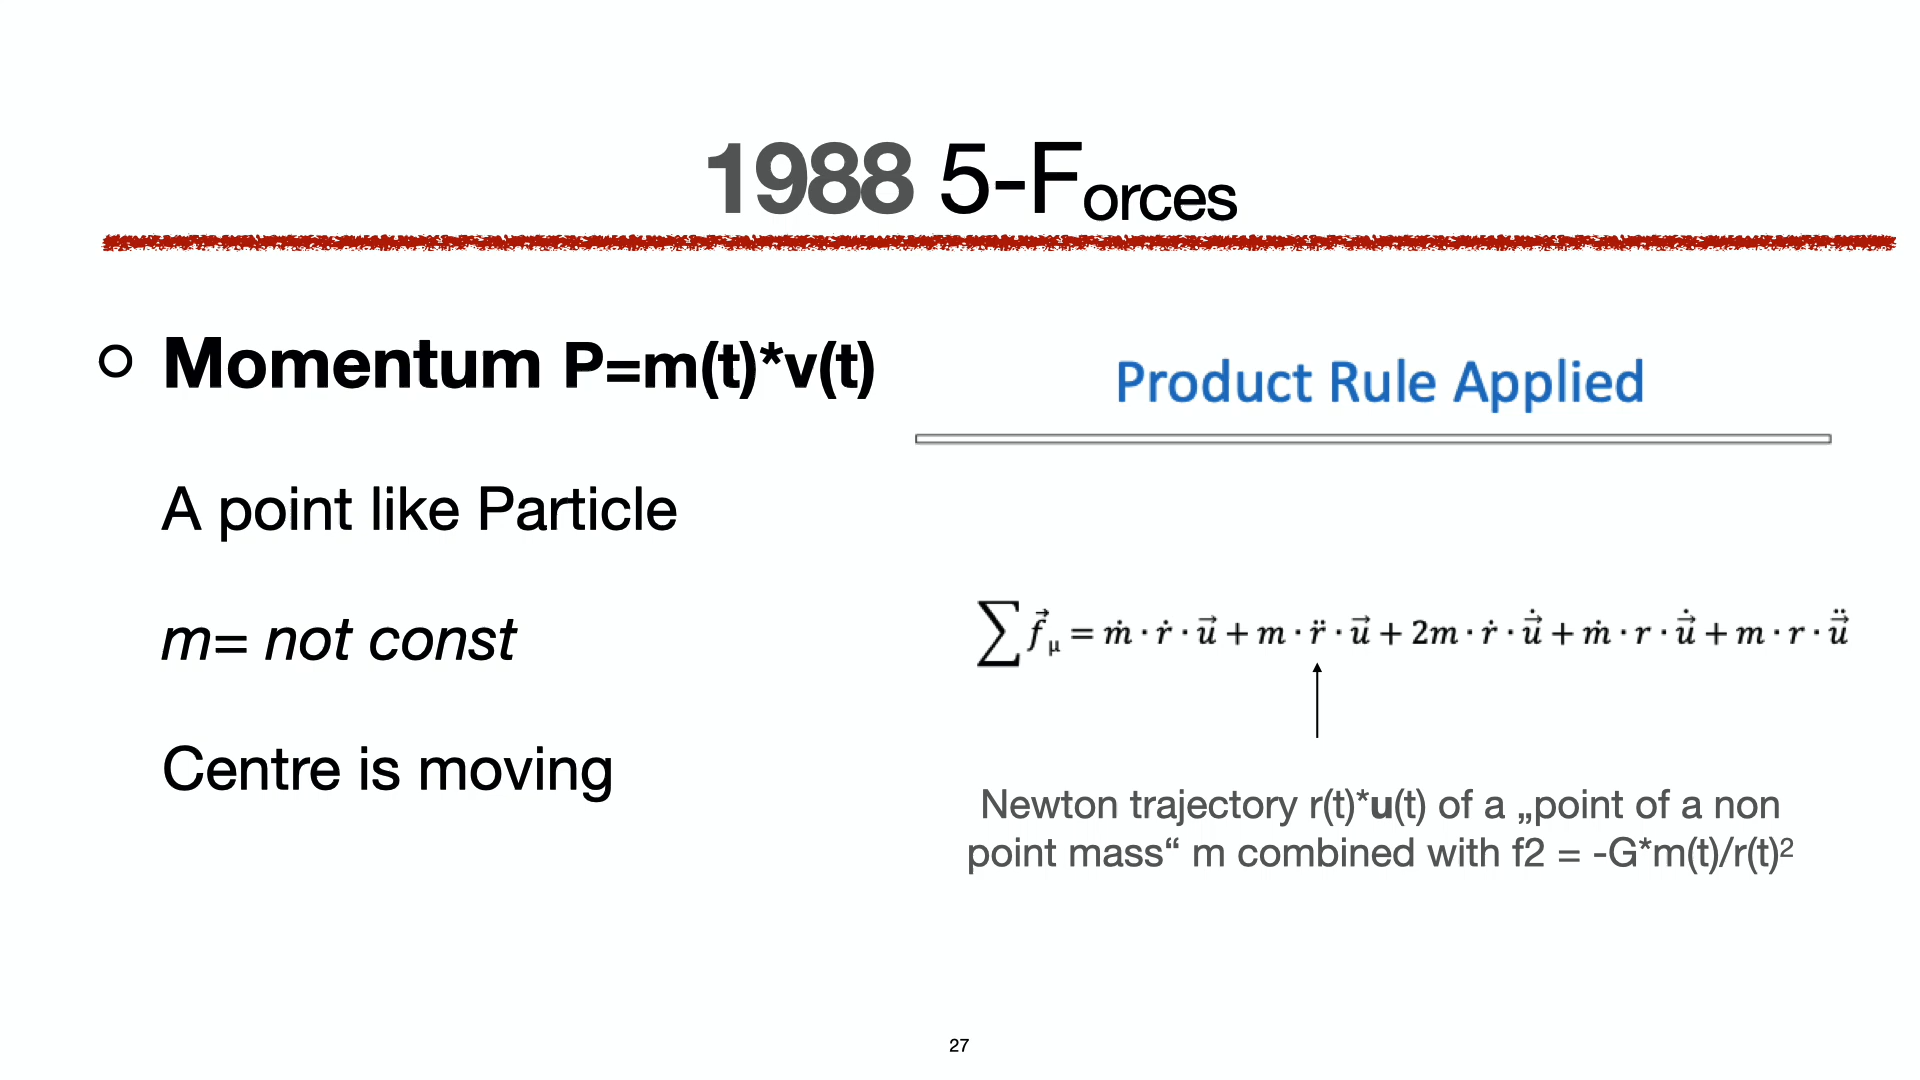 1988 5-Forces
Momentum P=m(t)*v(t)
A point like Particle
m= not const
Centre is moving
Product Rule Applied
∑ f⃗_μ = ṁ · ṙ · u⃗ + m · r̈ · u⃗ + 2m · ṙ · u⃗̇ + ṁ · r · u⃗̇ + m · r · u⃗̈
Newton trajectory r(t)*u(t) of a „point of a non
point mass“ m combined with f2 = -G*m(t)/r(t)²
27